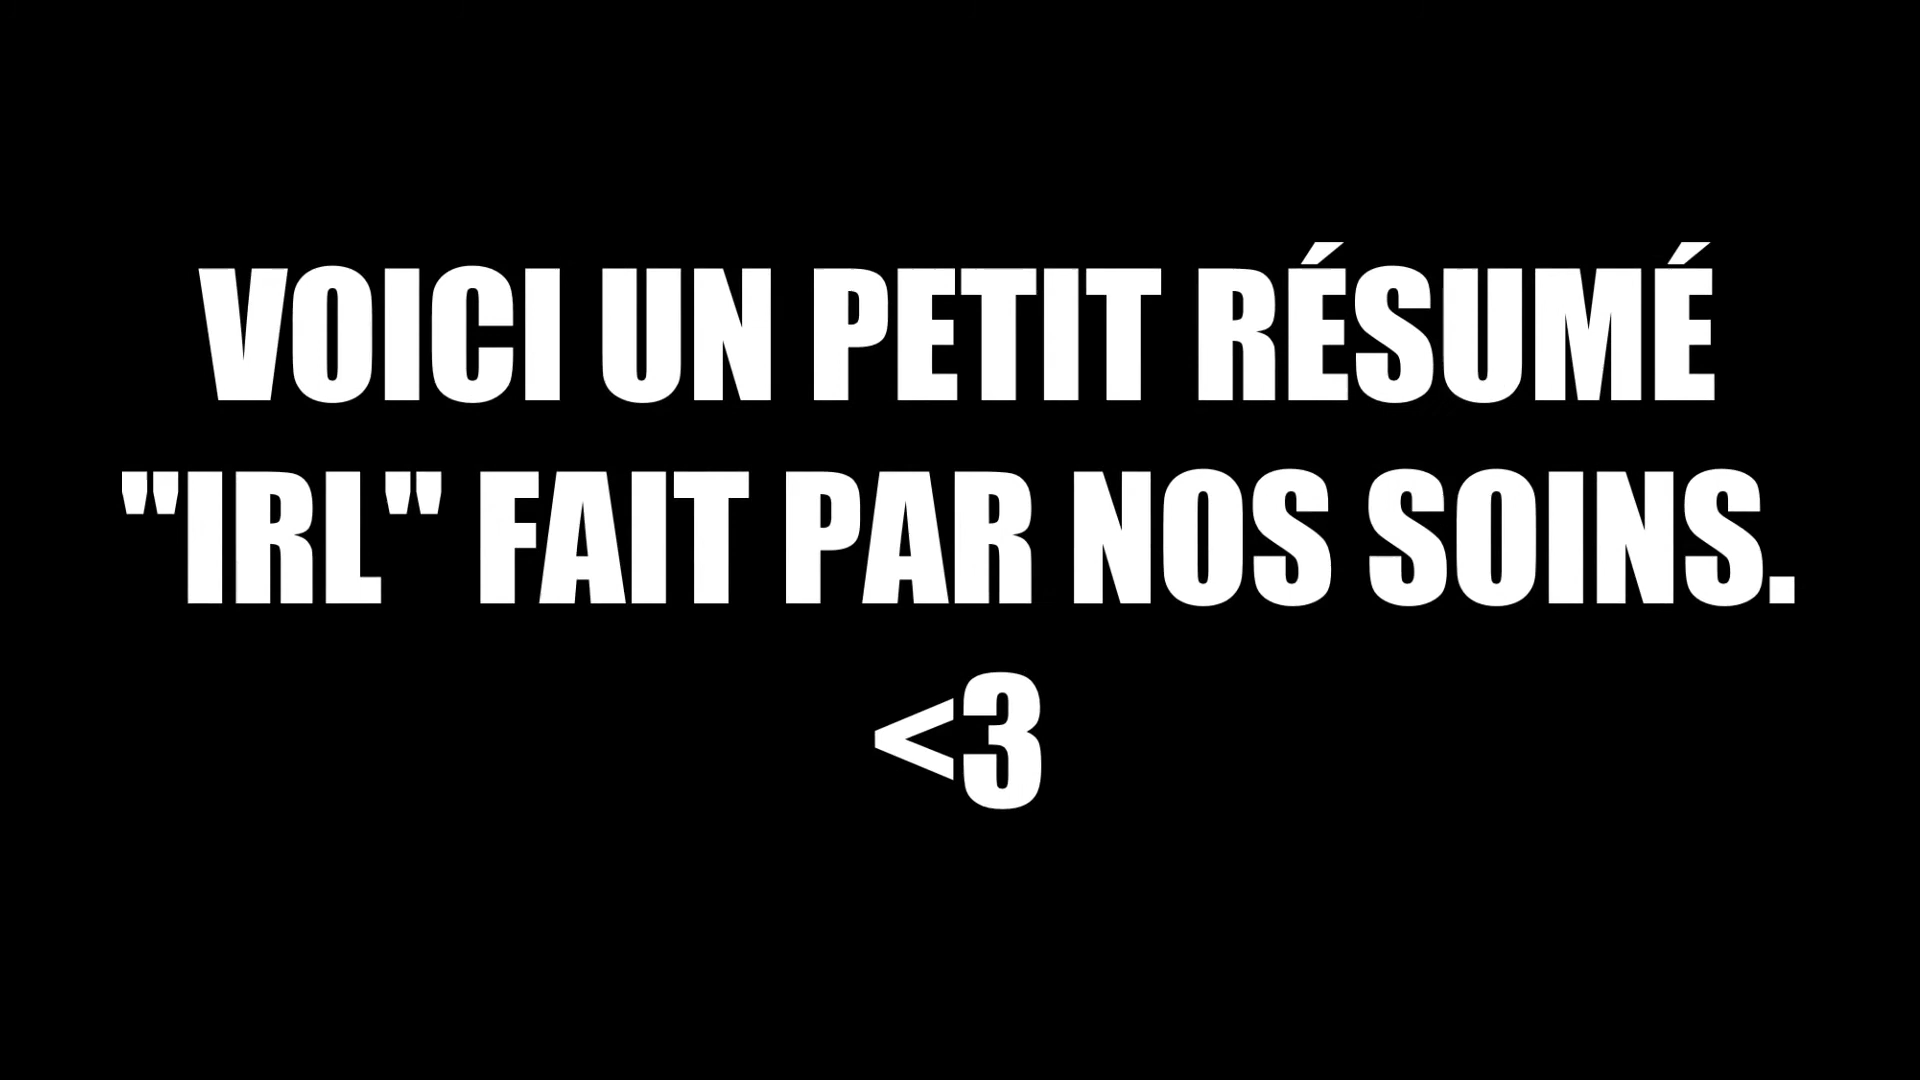 VOICI UN PETIT RÉSUMÉ
"IRL" FAIT PAR NOS SOINS.
<3